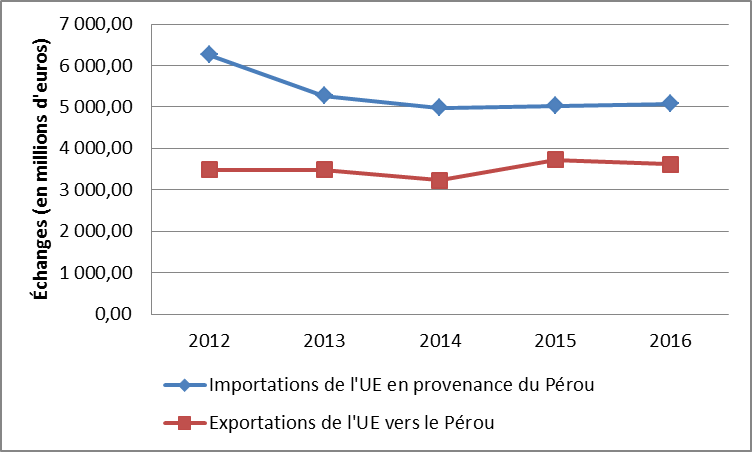 Échanges (en millions d'euros)
7 000,00
6 000,00
5 000,00
4 000,00
3 000,00
2 000,00
1 000,00
0,00
2012 2013 2014 2015 2016
Importations de l'UE en provenance du Pérou
Exportations de l'UE vers le Pérou